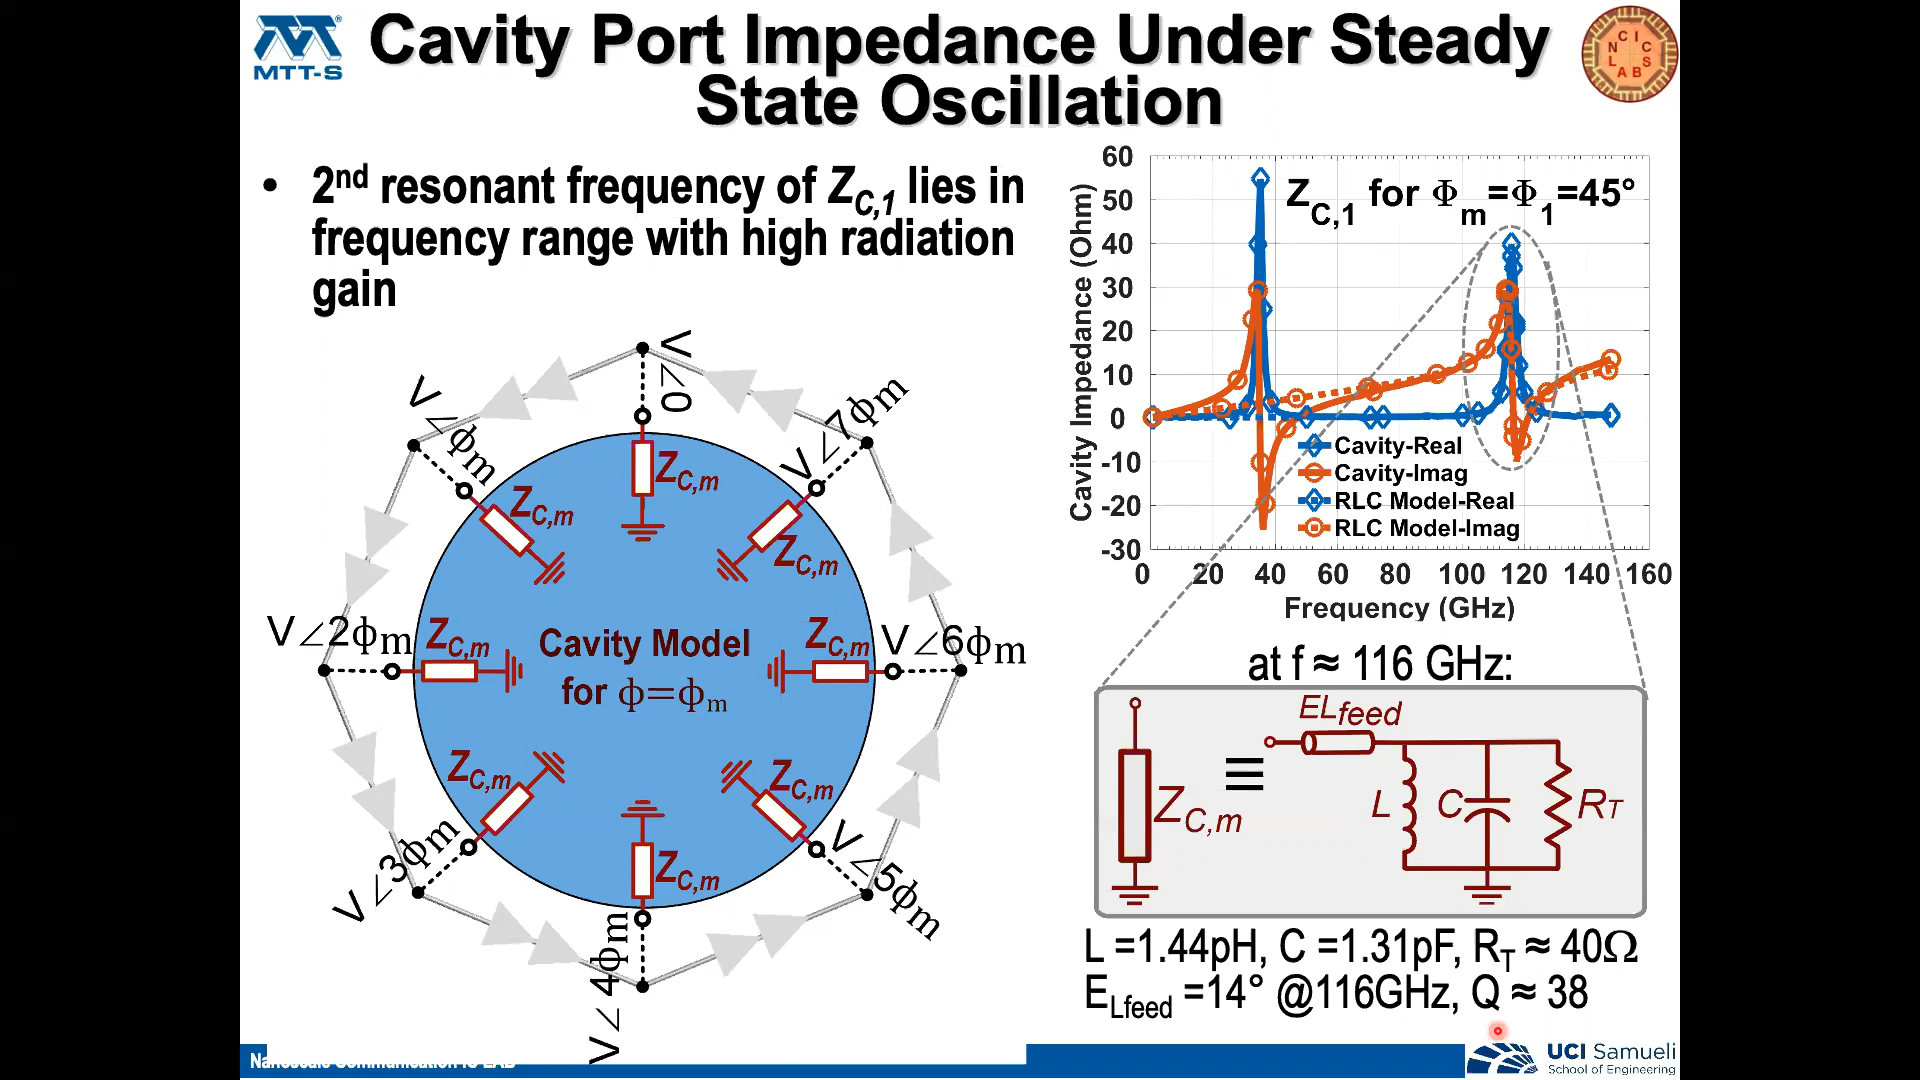 MTT-S
Cavity Port Impedance Under Steady
State Oscillation
N C I C
L S
L A B S
• 2nd resonant frequency of ZC,1 lies in
frequency range with high radiation
gain
V∠0
V∠ϕm
V∠2ϕm
V∠3ϕm
V∠4ϕm
V∠5ϕm
V∠6ϕm
V∠7ϕm
ZC,m
ZC,m
ZC,m
ZC,m
ZC,m
ZC,m
ZC,m
ZC,m
Cavity Model
for ϕ=ϕm
ZC,1 for Φm=Φ1=45°
Cavity Impedance (Ohm)
60
50
40
30
20
10
0
-10
-20
-30
Cavity-Real
Cavity-Imag
RLC Model-Real
RLC Model-Imag
0 20 40 60 80 100 120 140 160
Frequency (GHz)
at f ≈ 116 GHz:
ZC,m
≡
ELfeed
L
C
RT
L =1.44pH, C =1.31pF, RT ≈ 40Ω
ELfeed =14° @116GHz, Q ≈ 38
UCI Samueli
School of Engineering